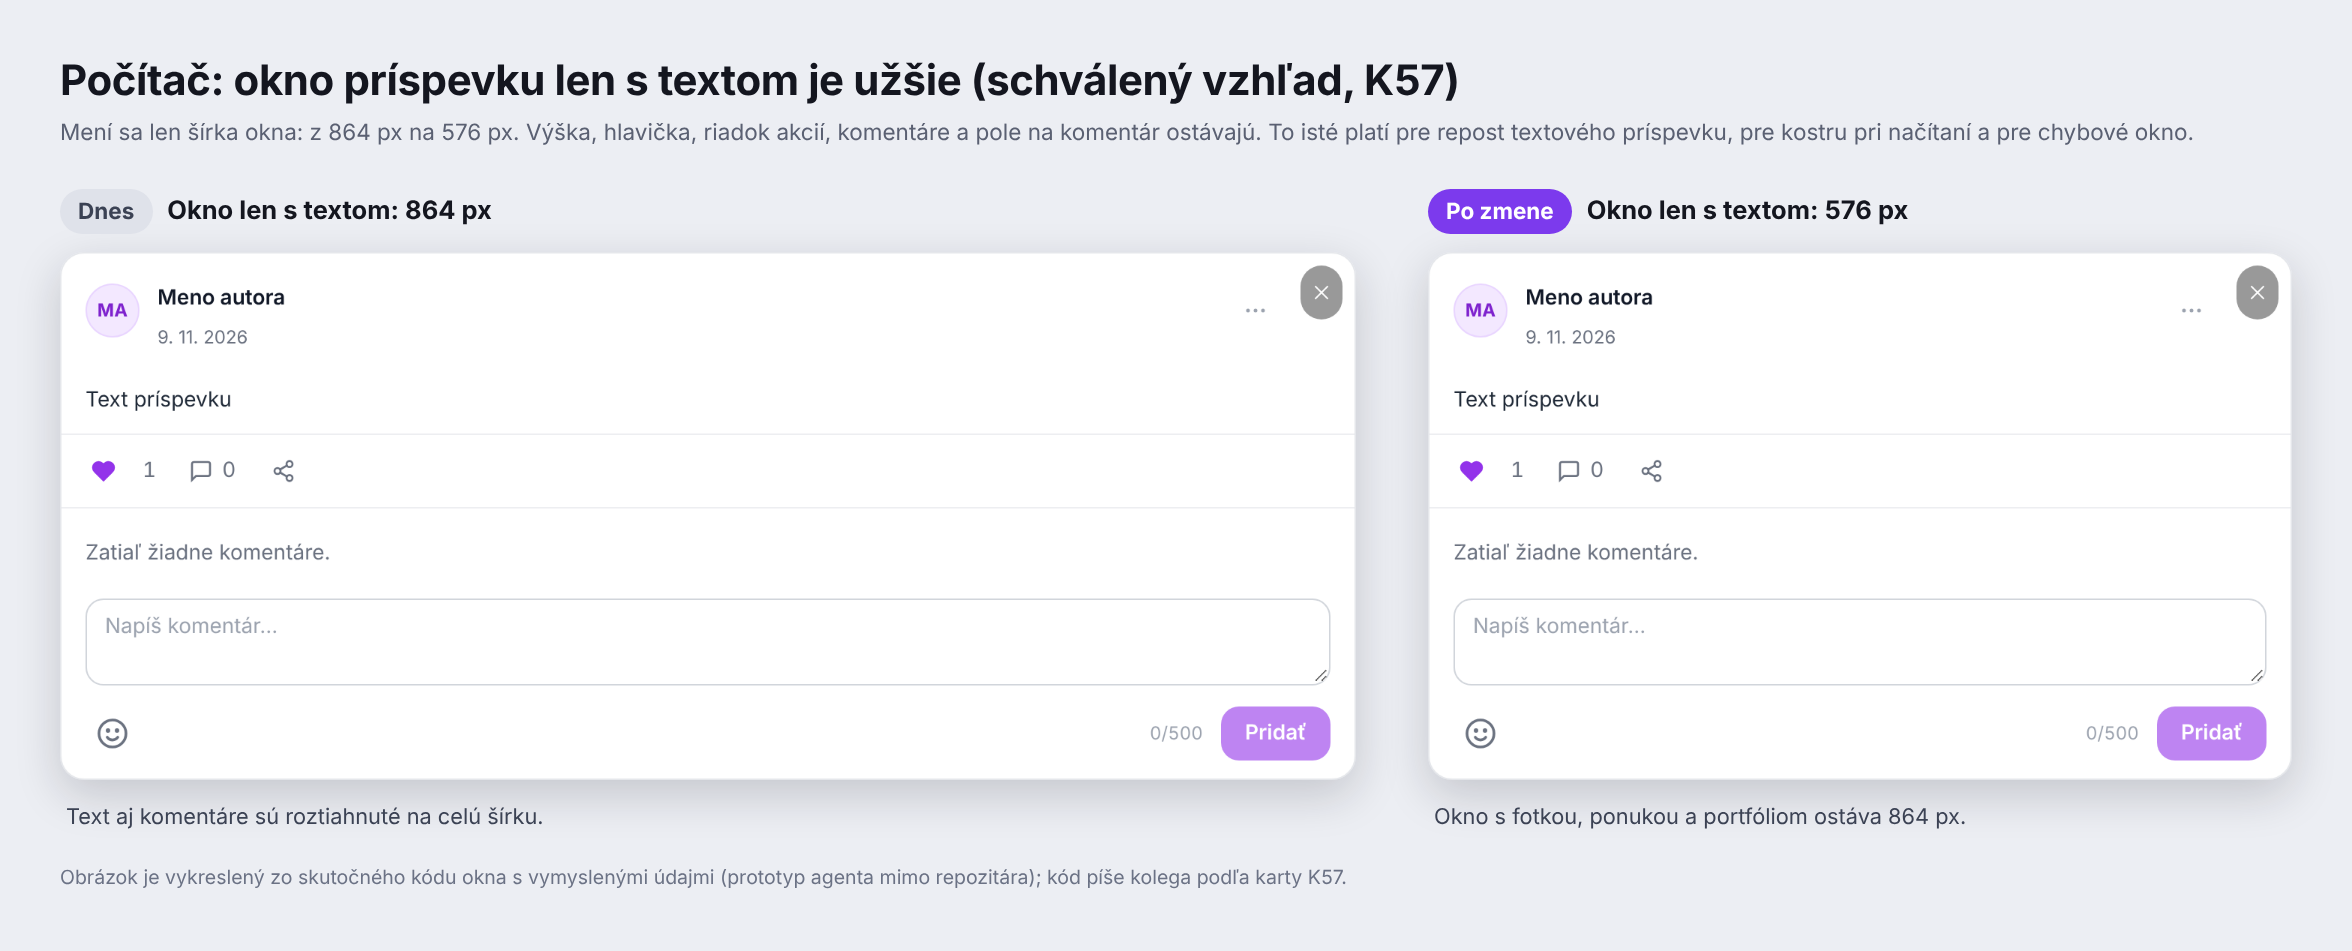 Počítač: okno príspevku len s textom je užšie (schválený vzhľad, K57)
Mení sa len šírka okna: z 864 px na 576 px. Výška, hlavička, riadok akcií, komentáre a pole na komentár ostávajú. To isté platí pre repost textového príspevku, pre kostru pri načítaní a pre chybové okno.
Dnes Okno len s textom: 864 px
MA Meno autora
9. 11. 2026
Text príspevku
1 0
Zatiaľ žiadne komentáre.
Napíš komentár...
0/500 Pridať
Text aj komentáre sú roztiahnuté na celú šírku.
Po zmene Okno len s textom: 576 px
MA Meno autora
9. 11. 2026
Text príspevku
1 0
Zatiaľ žiadne komentáre.
Napíš komentár...
0/500 Pridať
Okno s fotkou, ponukou a portfóliom ostáva 864 px.
Obrázok je vykreslený zo skutočného kódu okna s vymyslenými údajmi (prototyp agenta mimo repozitára); kód píše kolega podľa karty K57.